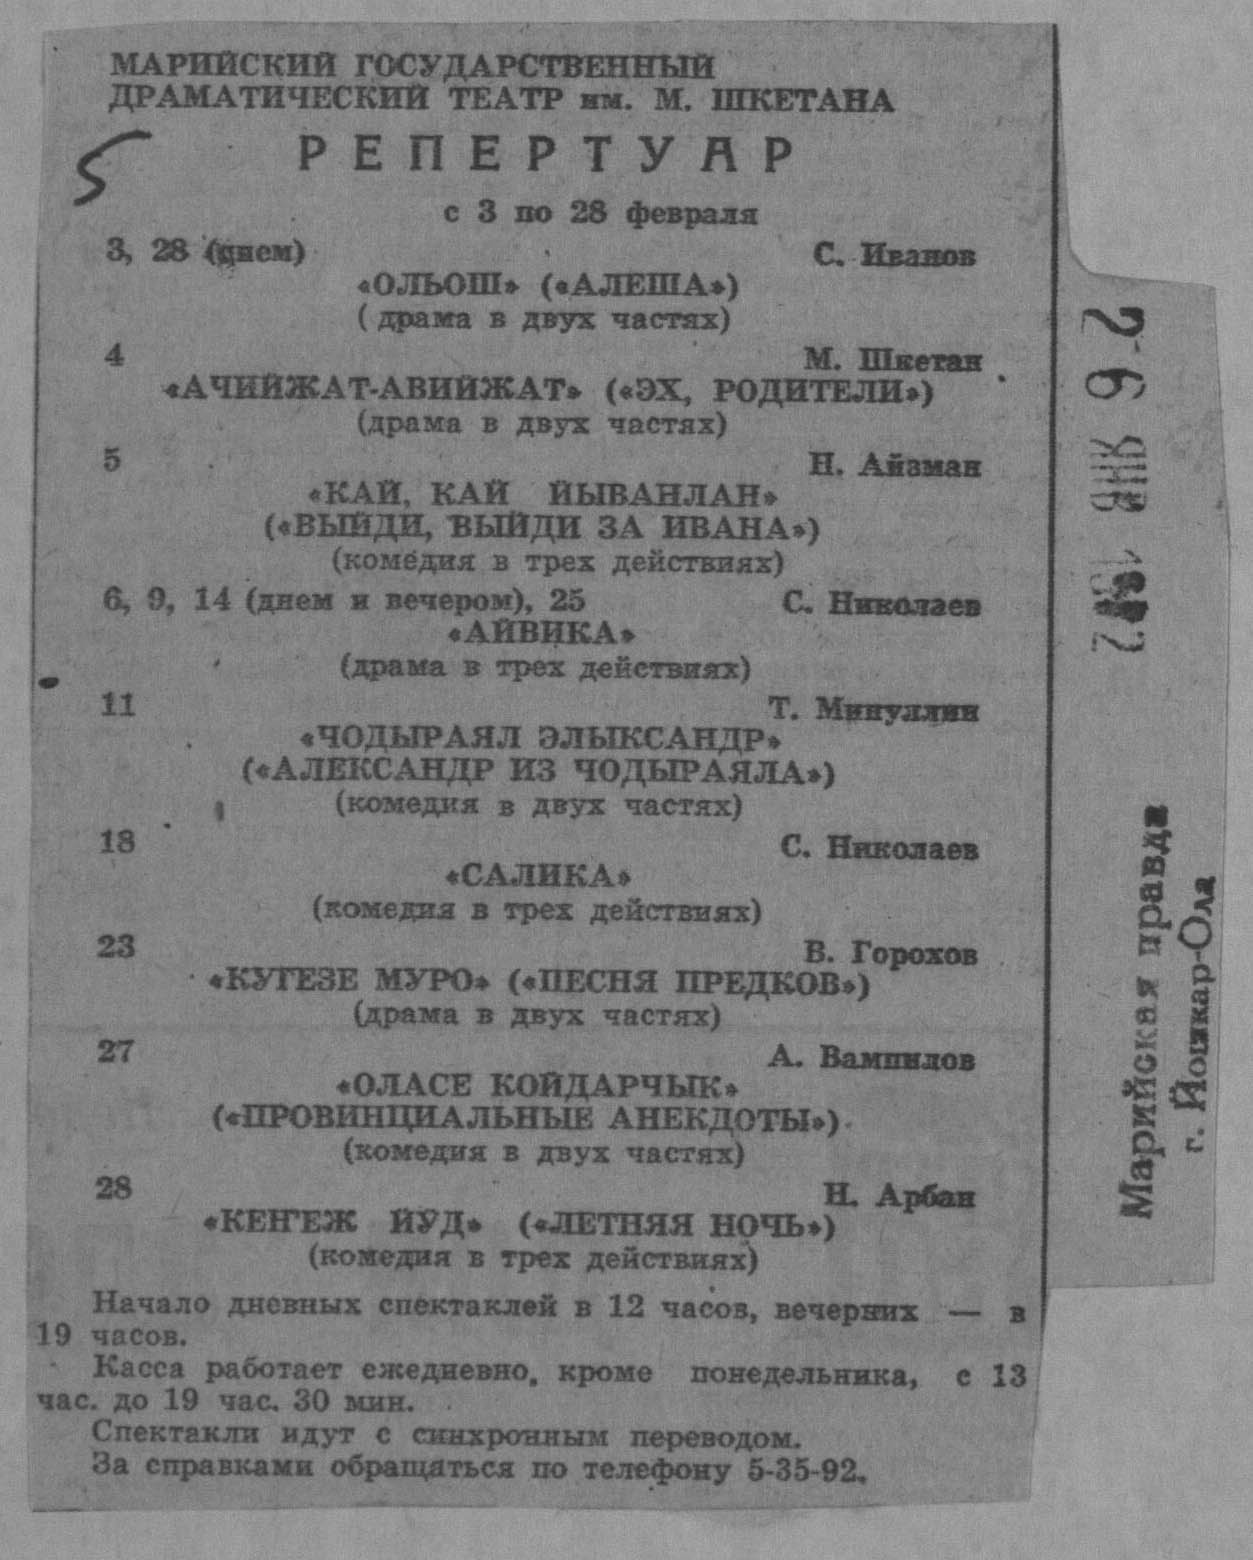 МАРИЙСКИЙ ГОСУДАРСТВЕННЫЙ
ДРАМАТИЧЕСКИЙ ТЕАТР им. М. ШКЕТАНА
5
РЕПЕРТУАР
с 3 по 28 февраля
3, 28 (днем) С. Иванов
«ОЛЬОШ» («АЛЕША»)
( драма в двух частях)
4 М. Шкетан
«АЧИЙЖАТ-АВИЙЖАТ» («ЭХ, РОДИТЕЛИ»)
(драма в двух частях)
5 Н. Айзман
«КАЙ, КАЙ ЙЫВАНЛАН»
(«ВЫЙДИ, ВЫЙДИ ЗА ИВАНА»)
(комедия в трех действиях)
6, 9, 14 (днем и вечером), 25 С. Николаев
«АЙВИКА»
(драма в трех действиях)
11 Т. Минуллин
«ЧОДЫРАЯЛ ЭЛЫКСАНДР»
(«АЛЕКСАНДР ИЗ ЧОДЫРАЯЛА»)
(комедия в двух частях)
18 С. Николаев
«САЛИКА»
(комедия в трех действиях)
23 В. Горохов
«КУГЕЗЕ МУРО» («ПЕСНЯ ПРЕДКОВ»)
(драма в двух частях)
27 А. Вампилов
«ОЛАСЕ КОЙДАРЧЫК»
(«ПРОВИНЦИАЛЬНЫЕ АНЕКДОТЫ»)
(комедия в двух частях)
28 Н. Арбан
«КЕҤЕЖ ЙӰД» («ЛЕТНЯЯ НОЧЬ»)
(комедия в трех действиях)
Начало дневных спектаклей в 12 часов, вечерних — в
19 часов.
Касса работает ежедневно, кроме понедельника, с 13
час. до 19 час. 30 мин.
Спектакли идут с синхронным переводом.
За справками обращаться по телефону 5-35-92.
26 ЯНВ
Марийская правда
г. Йошкар-Ола